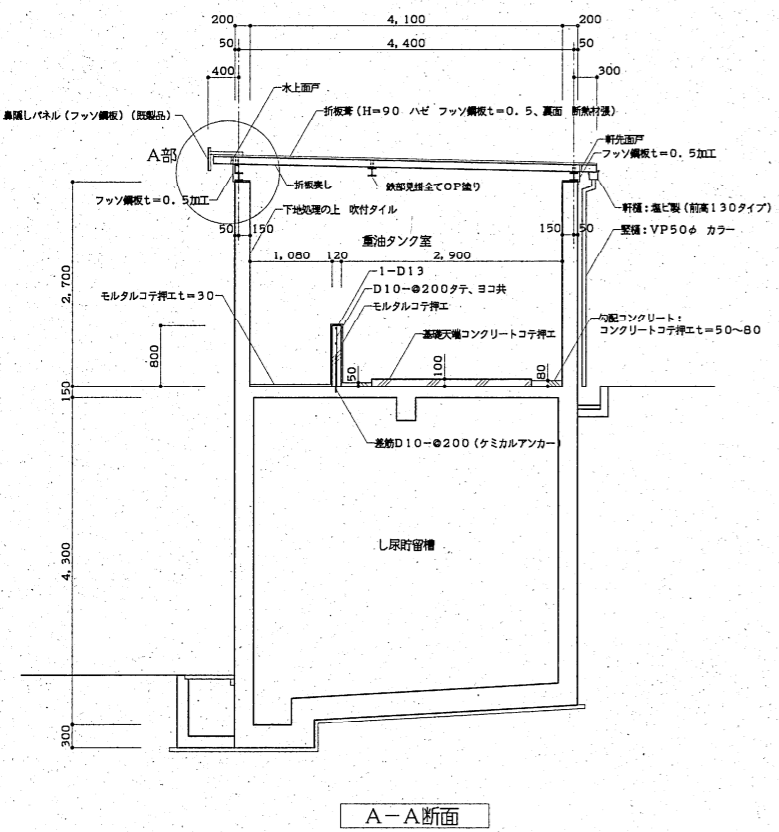 200
4,100
200
50
4,400
50
400
300
水上面戸
鼻隠しパネル(フッソ鋼板)(既製品)
折板葺(H=90 ハゼ フッソ鋼板t=0.5、裏面 断熱材張)
A部
軒先面戸
フッソ鋼板t=0.5加工
フッソ鋼板t=0.5加工
折板表し
鉄部見掛全てOP塗り
下地処理の上 吹付タイル
軒樋:塩ビ製(前高130タイプ)
竪樋:VP50φ カラー
50
150
重油タンク室
150
50
1,080
120
2,900
2,700
1-D13
D10-@200タテ、ヨコ共
モルタルコテ押エt=30
モルタルコテ押エ
勾配コンクリート:
コンクリートコテ押エt=50~80
基礎天端コンクリートコテ押エ
800
50
100
80
150
差筋D10-@200(ケミカルアンカー)
し尿貯留槽
4,300
300
A-A断面